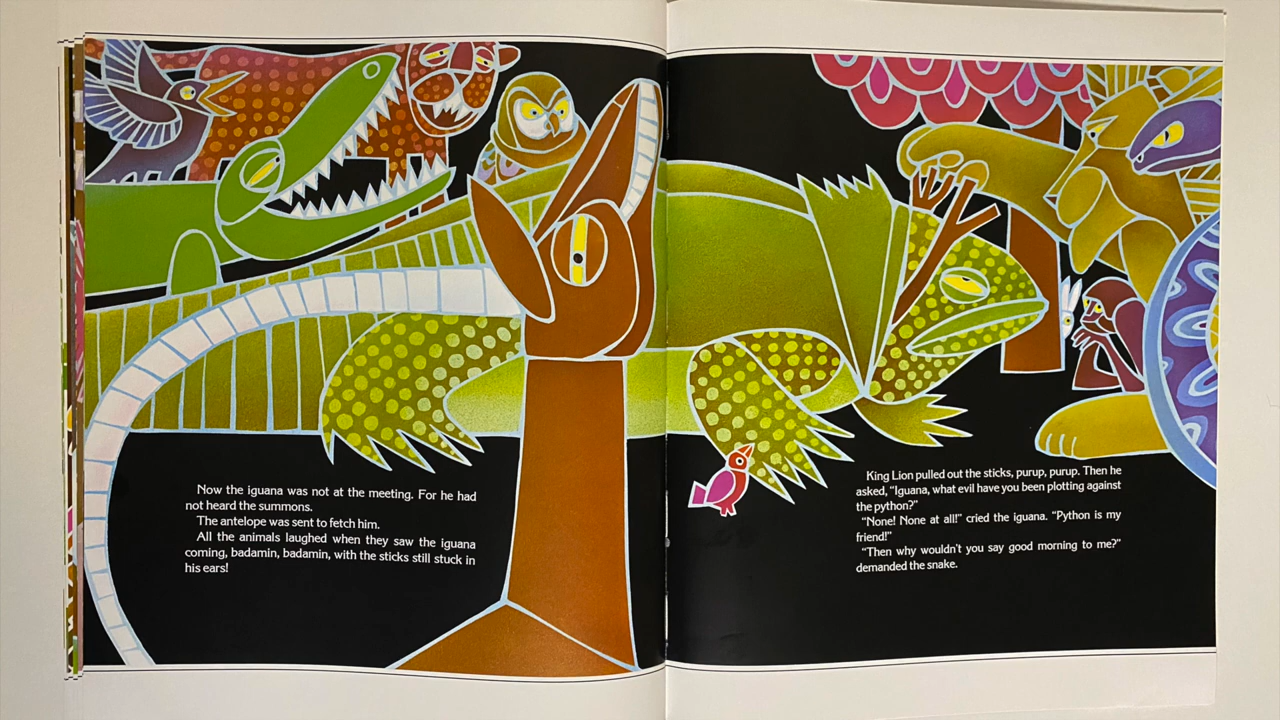 Now the iguana was not at the meeting. For he had
not heard the summons.
The antelope was sent to fetch him.
All the animals laughed when they saw the iguana
coming, badamin, badamin, with the sticks still stuck in
his ears!
King Lion pulled out the sticks, purup, purup. Then he
asked, “Iguana, what evil have you been plotting against
the python?”
“None! None at all!” cried the iguana. “Python is my
friend!”
“Then why wouldn't you say good morning to me?”
demanded the snake.